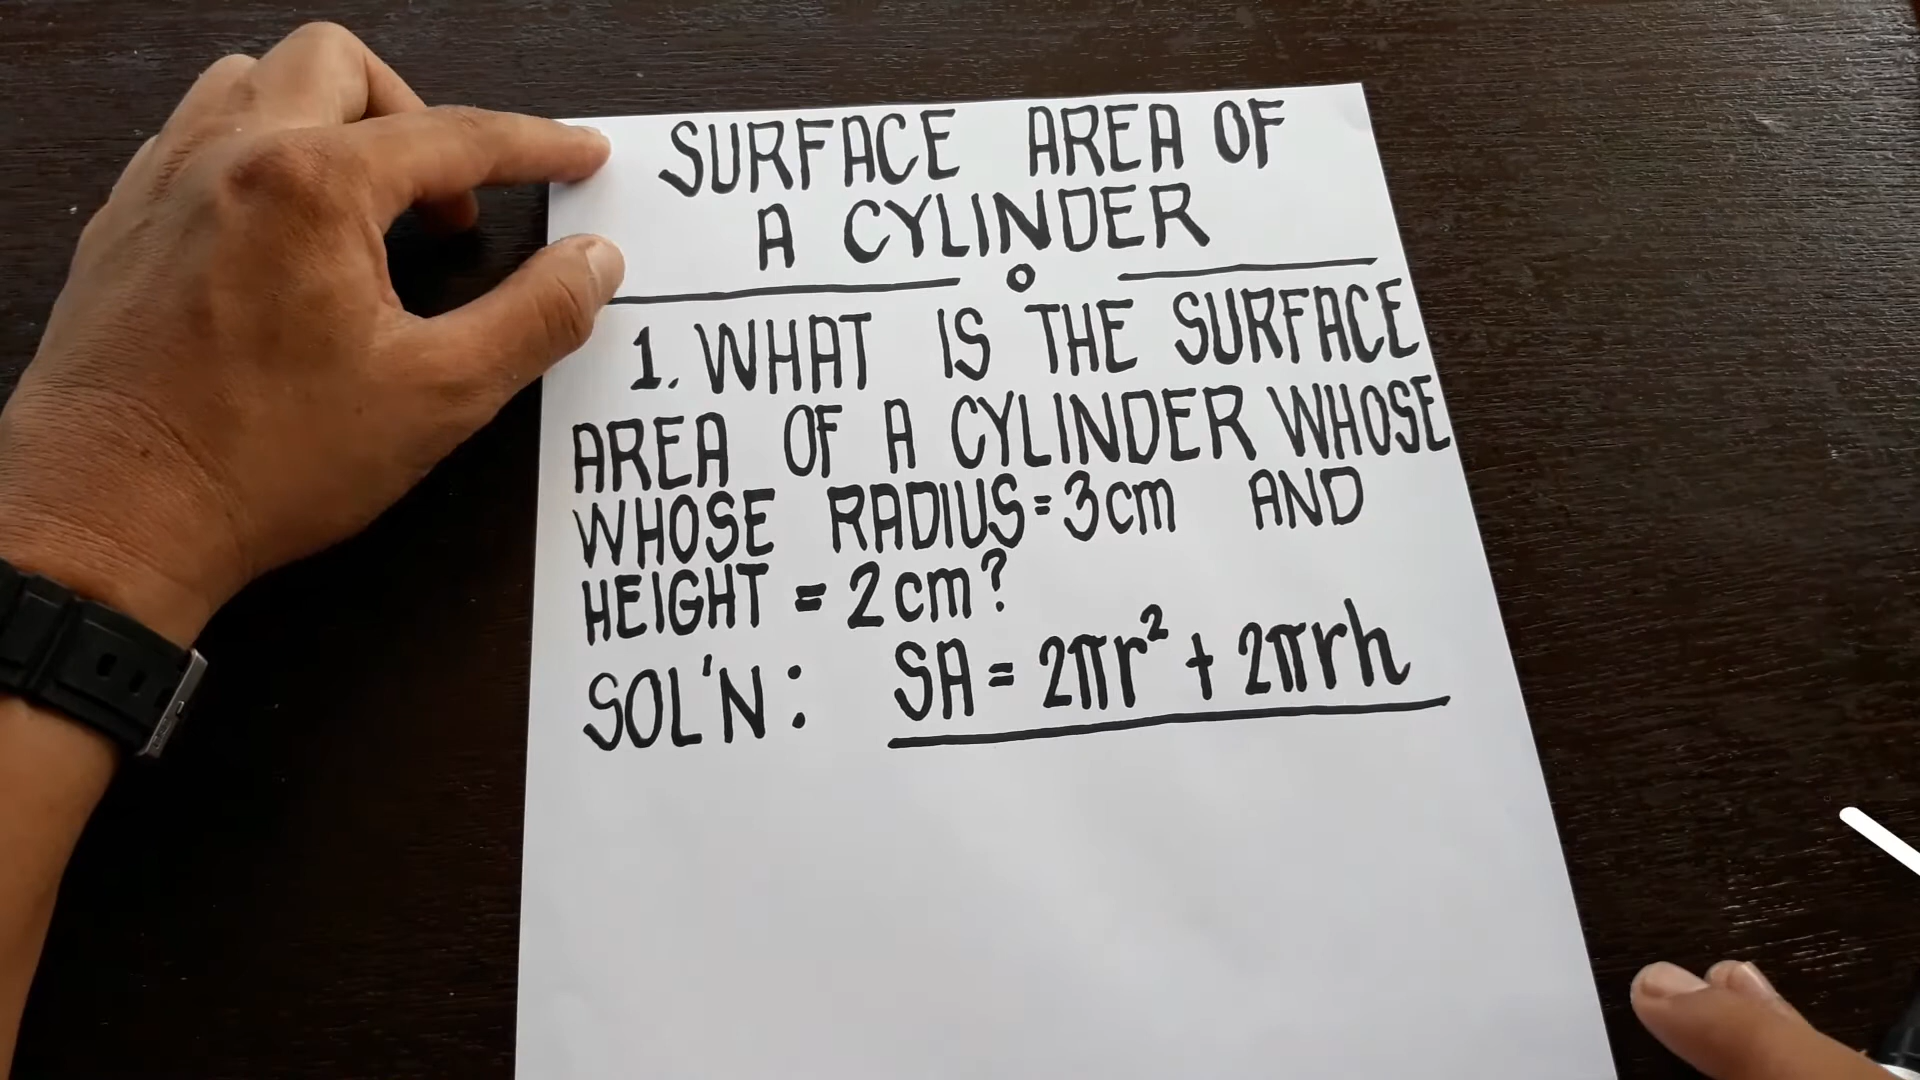 SURFACE AREA OF
A CYLINDER
1. WHAT IS THE SURFACE
AREA OF A CYLINDER WHOSE
WHOSE RADIUS=3cm AND
HEIGHT = 2cm?
SOL'N: SA = 2πr² + 2πrh